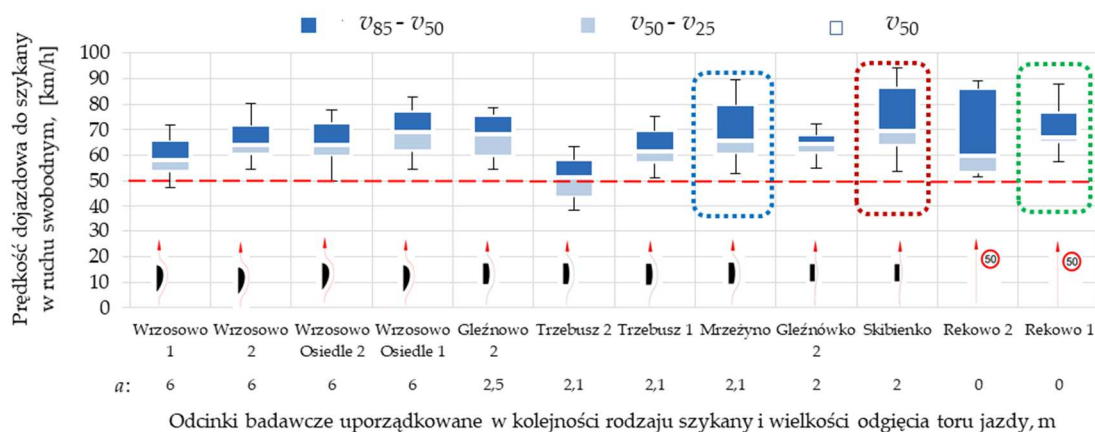 v85 - v50
v50 - v25
v50
Prędkość dojazdowa do szykany
w ruchu swobodnym, [km/h]
100
90
80
70
60
50
40
30
20
10
0
50
50
Wrzosowo
1
Wrzosowo
2
Wrzosowo
Osiedle 2
Wrzosowo
Osiedle 1
Gleźnowo
2
Trzebusz 2
Trzebusz 1
Mrzeżyno
Gleźnówko
2
Skibienko
Rekowo 2
Rekowo 1
a: 6 6 6 6 2,5 2,1 2,1 2,1 2 2 0 0
Odcinki badawcze uporządkowane w kolejności rodzaju szykany i wielkości odgięcia toru jazdy, m